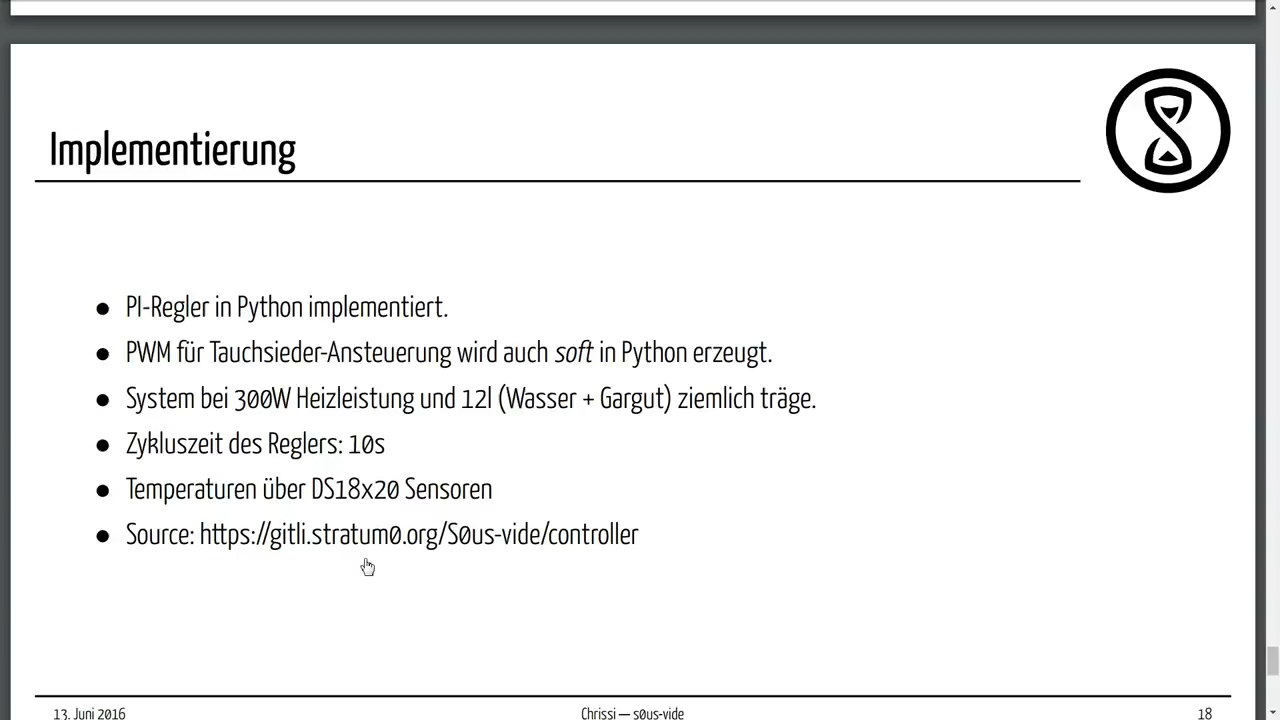 Implementierung
● PI-Regler in Python implementiert.
● PWM für Tauchsieder-Ansteuerung wird auch soft in Python erzeugt.
● System bei 300W Heizleistung und 12l (Wasser + Gargut) ziemlich träge.
● Zykluszeit des Reglers: 10s
● Temperaturen über DS18x20 Sensoren
● Source: https://gitli.stratum0.org/S0us-vide/controller
13. Juni 2016 Chrissi — s0us-vide 18